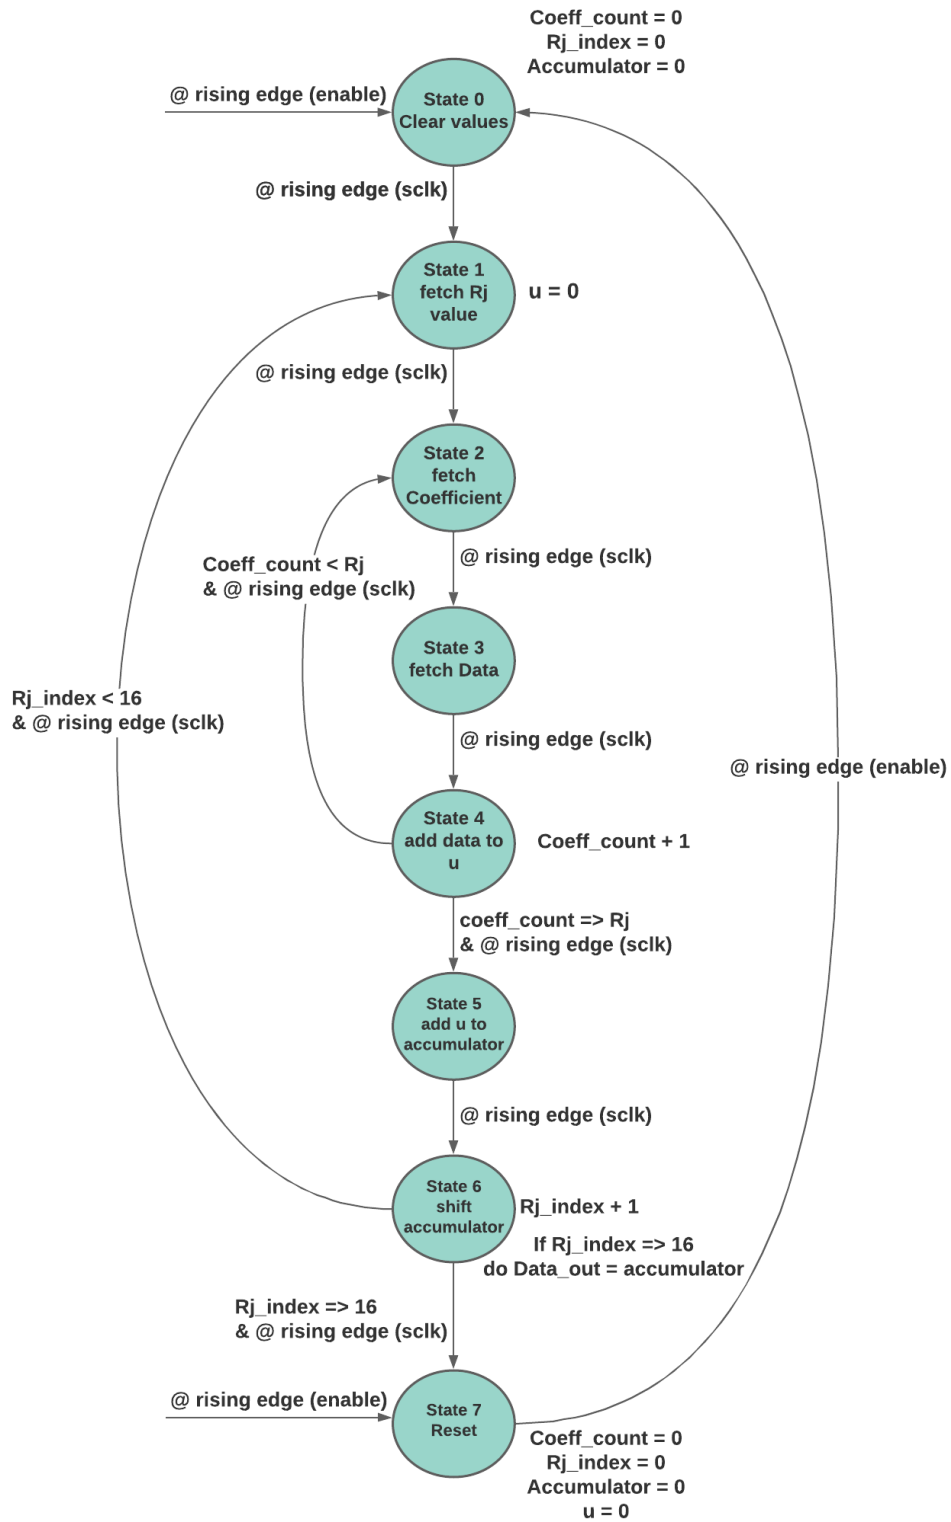 Coeff_count = 0
Rj_index = 0
Accumulator = 0
@ rising edge (enable)
State 0
Clear values
@ rising edge (sclk)
State 1
fetch Rj
value
u = 0
@ rising edge (sclk)
State 2
fetch
Coefficient
@ rising edge (sclk)
Coeff_count < Rj
& @ rising edge (sclk)
State 3
fetch Data
Rj_index < 16
& @ rising edge (sclk)
@ rising edge (sclk)
@ rising edge (enable)
State 4
add data to
u
Coeff_count + 1
coeff_count => Rj
& @ rising edge (sclk)
State 5
add u to
accumulator
@ rising edge (sclk)
State 6
shift
accumulator
Rj_index + 1
If Rj_index => 16
do Data_out = accumulator
Rj_index => 16
& @ rising edge (sclk)
@ rising edge (enable)
State 7
Reset
Coeff_count = 0
Rj_index = 0
Accumulator = 0
u = 0